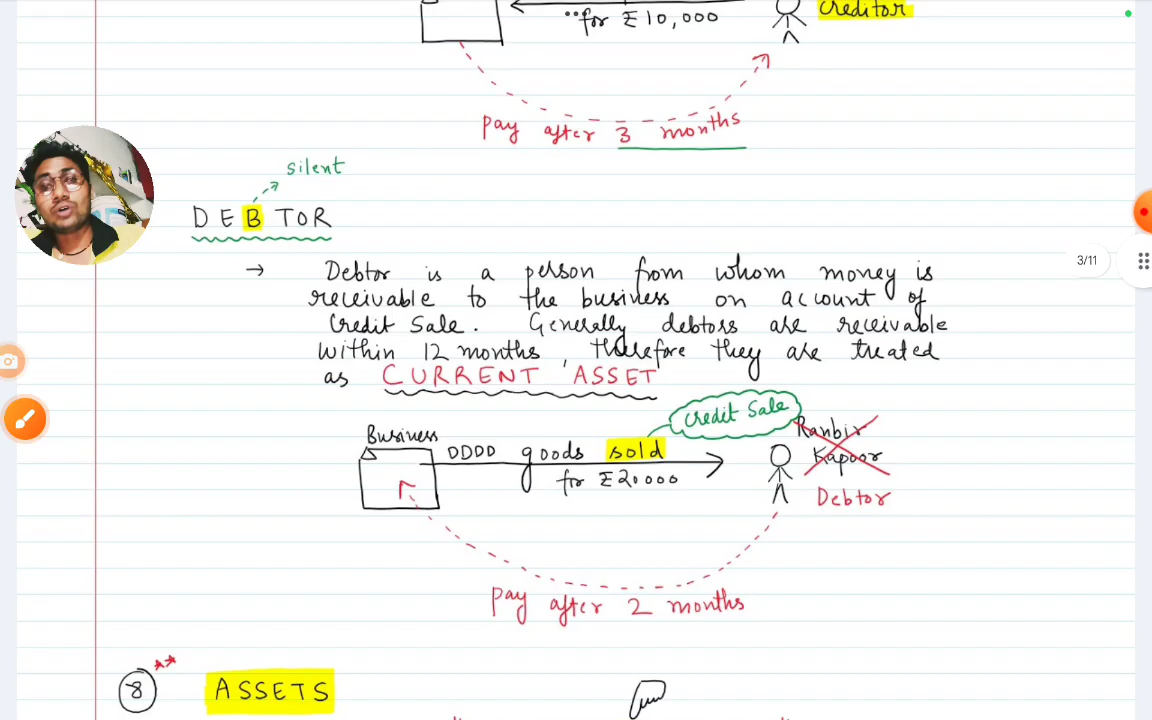 creditor
for ₹10,000
pay after 3 months
silent
DEBTOR
→ Debtor is a person from whom money is
receivable to the business on account of
Credit Sale. Generally debtors are receivable
within 12 months, therefore they are treated
as CURRENT ASSET
Credit Sale
Business
goods sold
for ₹20000
Ranbir
Kapoor
Debtor
pay after 2 months
8 ** ASSETS
3/11